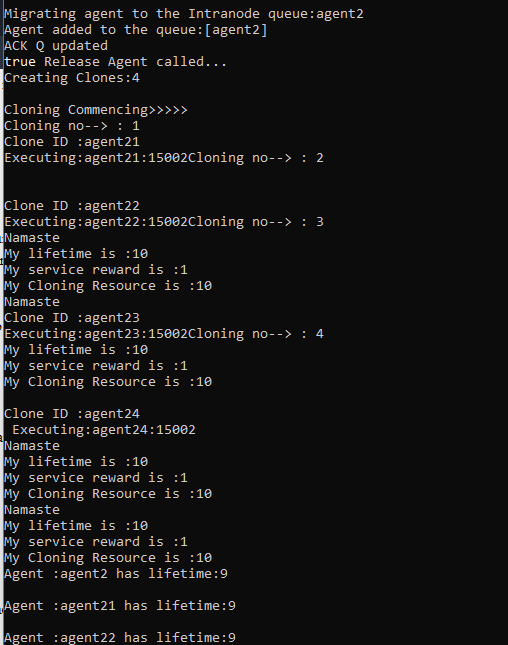 Migrating agent to the Intranode queue:agent2
Agent added to the queue:[agent2]
ACK Q updated
true Release Agent called...
Creating Clones:4
Cloning Commencing>>>>>
Cloning no--> : 1
Clone ID :agent21
Executing:agent21:15002Cloning no--> : 2
Clone ID :agent22
Executing:agent22:15002Cloning no--> : 3
Namaste
My lifetime is :10
My service reward is :1
My Cloning Resource is :10
Namaste
Clone ID :agent23
Executing:agent23:15002Cloning no--> : 4
My lifetime is :10
My service reward is :1
My Cloning Resource is :10
Clone ID :agent24
Executing:agent24:15002
Namaste
My lifetime is :10
My service reward is :1
My Cloning Resource is :10
Namaste
My lifetime is :10
My service reward is :1
My Cloning Resource is :10
Agent :agent2 has lifetime:9
Agent :agent21 has lifetime:9
Agent :agent22 has lifetime:9